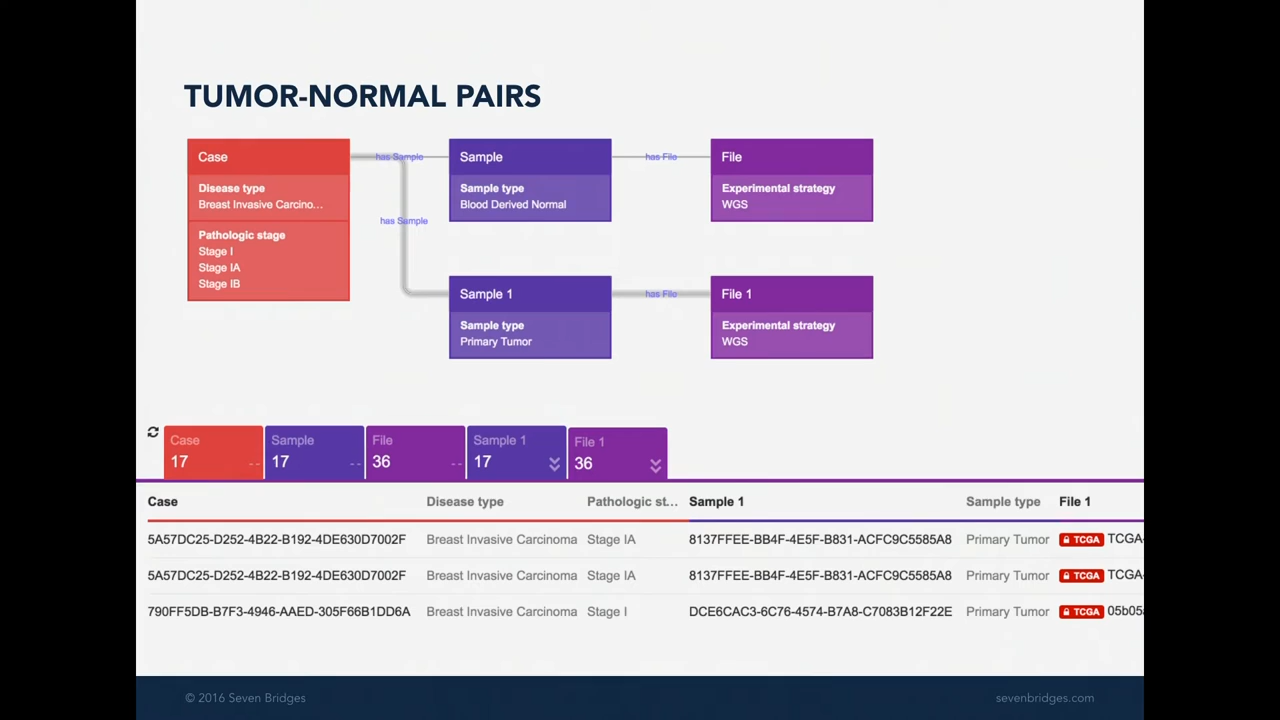 TUMOR-NORMAL PAIRS
Case
Disease type
Breast Invasive Carcino...
Pathologic stage
Stage I
Stage IA
Stage IB
has Sample
has Sample
Sample
Sample type
Blood Derived Normal
has File
File
Experimental strategy
WGS
Sample 1
Sample type
Primary Tumor
has File
File 1
Experimental strategy
WGS
Case Sample File Sample 1 File 1
17 -- 17 -- 36 -- 17 36
Case Disease type Pathologic st... Sample 1 Sample type File 1
5A57DC25-D252-4B22-B192-4DE630D7002F Breast Invasive Carcinoma Stage IA 8137FFEE-BB4F-4E5F-B831-ACFC9C5585A8 Primary Tumor TCGA TCGA-
5A57DC25-D252-4B22-B192-4DE630D7002F Breast Invasive Carcinoma Stage IA 8137FFEE-BB4F-4E5F-B831-ACFC9C5585A8 Primary Tumor TCGA TCGA-
790FF5DB-B7F3-4946-AAED-305F66B1DD6A Breast Invasive Carcinoma Stage I DCE6CAC3-6C76-4574-B7A8-C7083B12F22E Primary Tumor TCGA 05b05
© 2016 Seven Bridges
sevenbridges.com